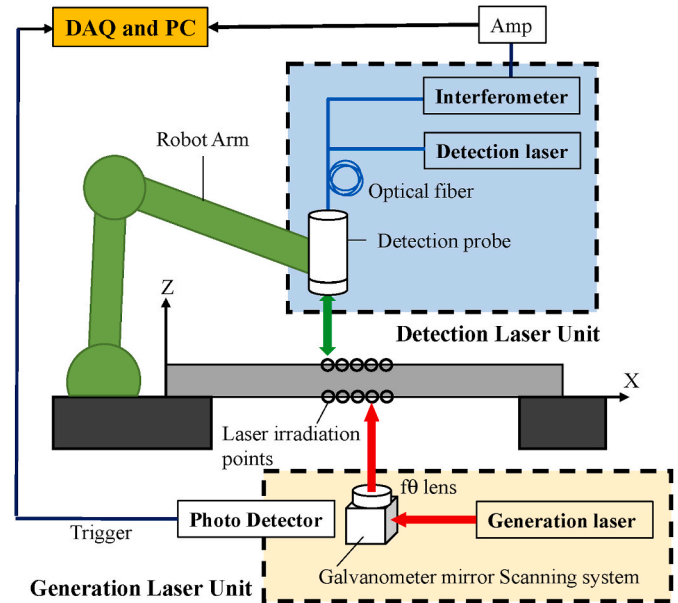 DAQ and PC
Amp
Interferometer
Robot Arm
Detection laser
Optical fiber
Detection probe
Z
Detection Laser Unit
X
Laser irradiation
points
fθ lens
Photo Detector
Generation laser
Trigger
Galvanometer mirror Scanning system
Generation Laser Unit